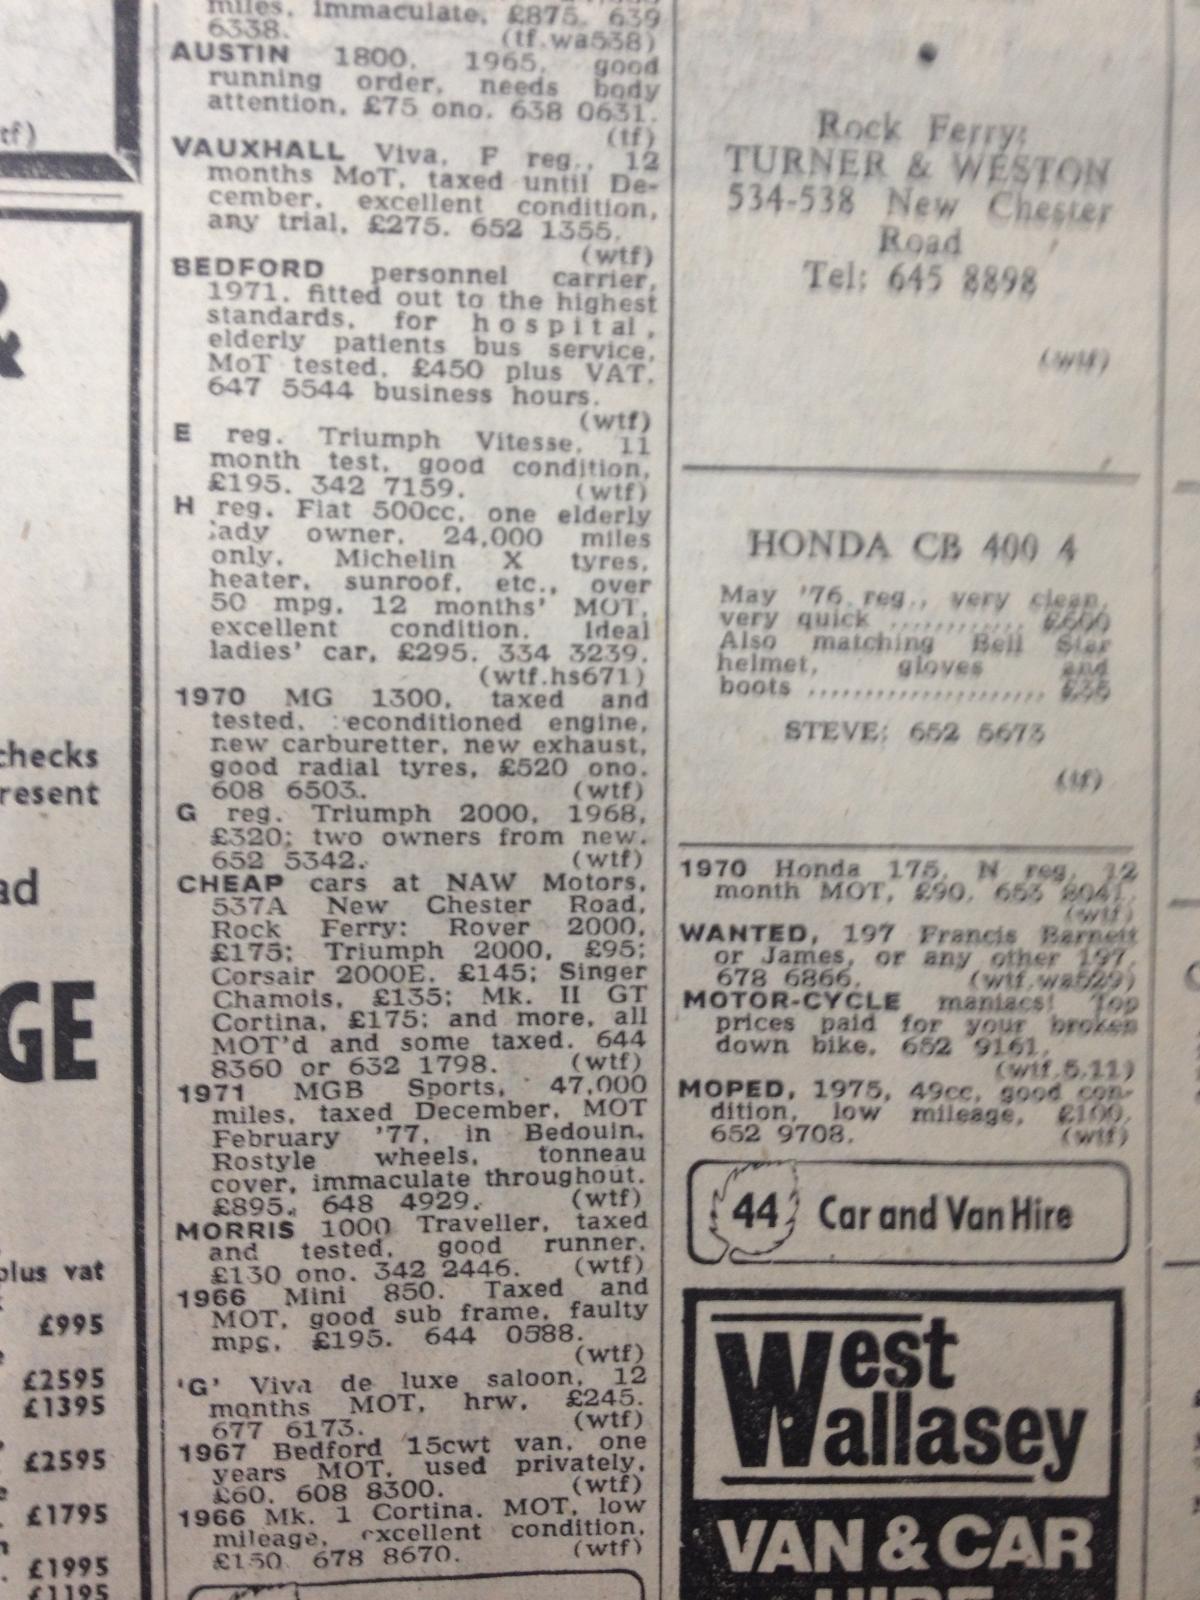 tf)
&
checks
resent
ad
GE
plus vat
£995
£2595
£1395
£2595
£1795
£1995
£1195
miles, immaculate, £875. 639
6338. (tf.wa538)
AUSTIN 1800, 1965, good
running order, needs body
attention, £75 ono. 638 0631.
(tf)
VAUXHALL Viva, F reg., 12
months MoT, taxed until De-
cember, excellent condition,
any trial, £275. 652 1355.
(wtf)
BEDFORD personnel carrier,
1971, fitted out to the highest
standards, for hospital,
elderly patients bus service,
MoT tested, £450 plus VAT.
647 5544 business hours.
(wtf)
E reg. Triumph Vitesse, 11
month test, good condition,
£195. 342 7159. (wtf)
H reg. Fiat 500cc, one elderly
lady owner, 24,000 miles
only, Michelin X tyres,
heater, sunroof, etc., over
50 mpg, 12 months' MOT,
excellent condition. Ideal
ladies' car, £295. 334 3239.
(wtf.hs671)
1970 MG 1300, taxed and
tested, reconditioned engine,
new carburetter, new exhaust,
good radial tyres, £520 ono.
608 6503. (wtf)
G reg. Triumph 2000, 1968,
£320; two owners from new.
652 5342. (wtf)
CHEAP cars at NAW Motors,
537A New Chester Road,
Rock Ferry: Rover 2000,
£175; Triumph 2000, £95;
Corsair 2000E, £145; Singer
Chamois, £135; Mk. II GT
Cortina, £175; and more, all
MOT'd and some taxed. 644
8360 or 632 1798. (wtf)
1971 MGB Sports, 47,000
miles, taxed December, MOT
February '77, in Bedouin,
Rostyle wheels, tonneau
cover, immaculate throughout.
£895. 648 4929. (wtf)
MORRIS 1000 Traveller, taxed
and tested, good runner,
£130 ono. 342 2446. (wtf)
1966 Mini 850. Taxed and
MOT, good sub frame, faulty
mpg, £195. 644 0588.
(wtf)
'G' Viva de luxe saloon, 12
months MOT, hrw, £245.
677 6173. (wtf)
1967 Bedford 15cwt van, one
years MOT, used privately,
£60. 608 8300. (wtf)
1966 Mk. 1 Cortina. MOT, low
mileage, excellent condition,
£150. 678 8670. (wtf)
Rock Ferry:
TURNER & WESTON
534-538 New Chester
Road
Tel: 645 8898
(wtf)
HONDA CB 400 4
May '76 reg., very clean,
very quick ............ £600
Also matching Bell Star
helmet, gloves and
boots ..................... £35
STEVE: 652 5673
(tf)
1970 Honda 175, N reg, 12
month MOT, £90. 653 8041.
(wtf)
WANTED, 197 Francis Barnett
or James, or any other 197.
678 6866. (wtf.wa529)
MOTOR-CYCLE maniacs! Top
prices paid for your broken
down bike. 652 9161.
(wtf.5.11)
MOPED, 1975, 49cc, good con-
dition, low mileage, £100.
652 9708. (wtf)
44 Car and Van Hire
West
Wallasey
VAN & CAR
HIRE